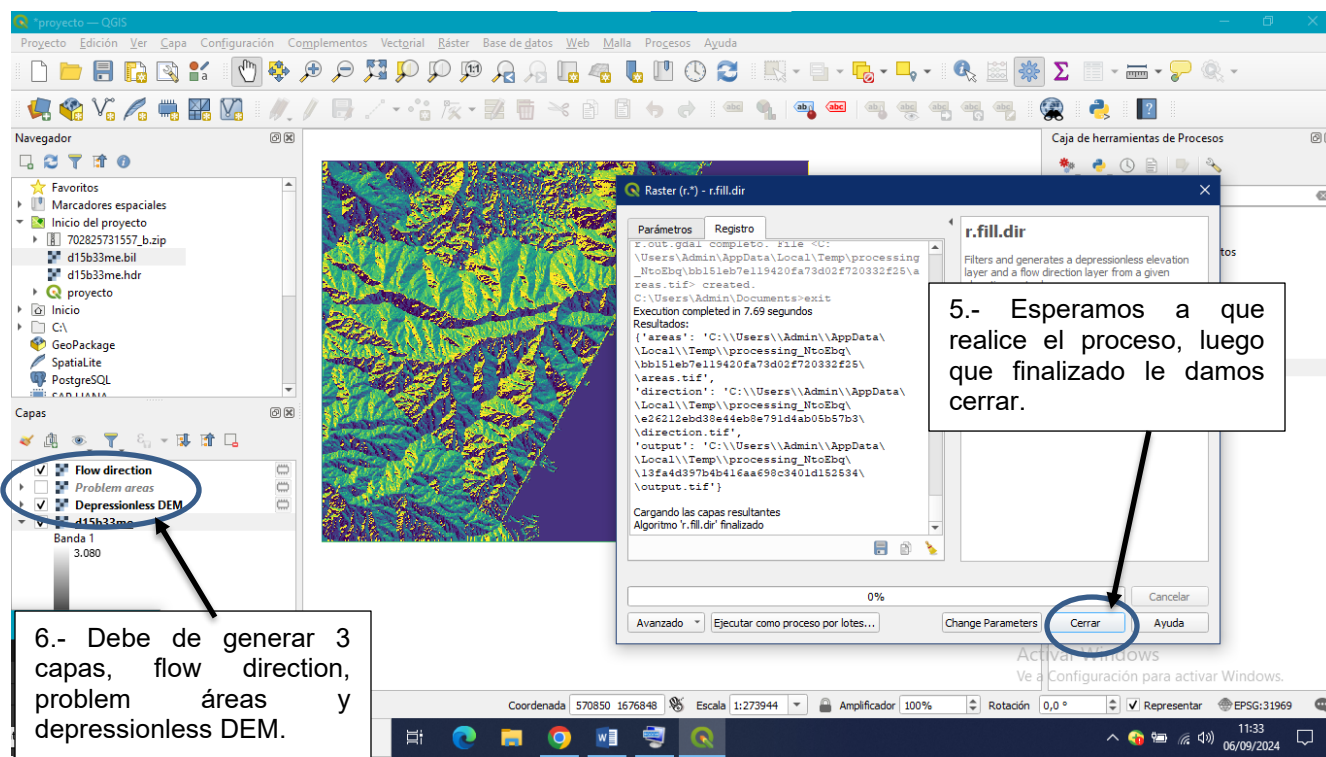 *proyecto — QGIS
Proyecto Edición Ver Capa Configuración Complementos Vectorial Ráster Base de datos Web Malla Procesos Ayuda
Navegador
Favoritos
Marcadores espaciales
Inicio del proyecto
702825731557_b.zip
d15b33me.bil
d15b33me.hdr
proyecto
Inicio
C:\
GeoPackage
SpatiaLite
PostgreSQL
SAP HANA
Capas
Flow direction
Problem areas
Depressionless DEM
d15b33me
Banda 1
3.080
6.- Debe de generar 3
capas, flow direction,
problem áreas y
depressionless DEM.
Raster (r.*) - r.fill.dir
Parámetros Registro
r.out.gdal completo. File <C:
\Users\Admin\AppData\Local\Temp\processing
_NtoEbq\bb151eb7e119420fa73d02f720332f25\a
reas.tif> created.
C:\Users\Admin\Documents>exit
Execution completed in 7.69 segundos
Resultados:
{'areas': 'C:\\Users\\Admin\\AppData\
\Local\\Temp\\processing_NtoEbq\
\bb151eb7e119420fa73d02f720332f25\
\areas.tif',
'direction': 'C:\\Users\\Admin\\AppData\
\Local\\Temp\\processing_NtoEbq\
\e26212ebd38e44eb8e791d4ab05b57b3\
\direction.tif',
'output': 'C:\\Users\\Admin\\AppData\
\Local\\Temp\\processing_NtoEbq\
\13fa4d397b4b416aa698c3401d152534\
\output.tif'}
Cargando las capas resultantes
Algoritmo 'r.fill.dir' finalizado
r.fill.dir
Filters and generates a depressionless elevation
layer and a flow direction layer from a given
0%
Cancelar
Avanzado Ejecutar como proceso por lotes... Change Parameters Cerrar Ayuda
Caja de herramientas de Procesos
tos
5.- Esperamos a que
realice el proceso, luego
que finalizado le damos
cerrar.
Activar Windows
Ve a Configuración para activar Windows.
Coordenada 570850 1676848 Escala 1:273944 Amplificador 100% Rotación 0,0 ° Representar EPSG:31969
11:33
06/09/2024